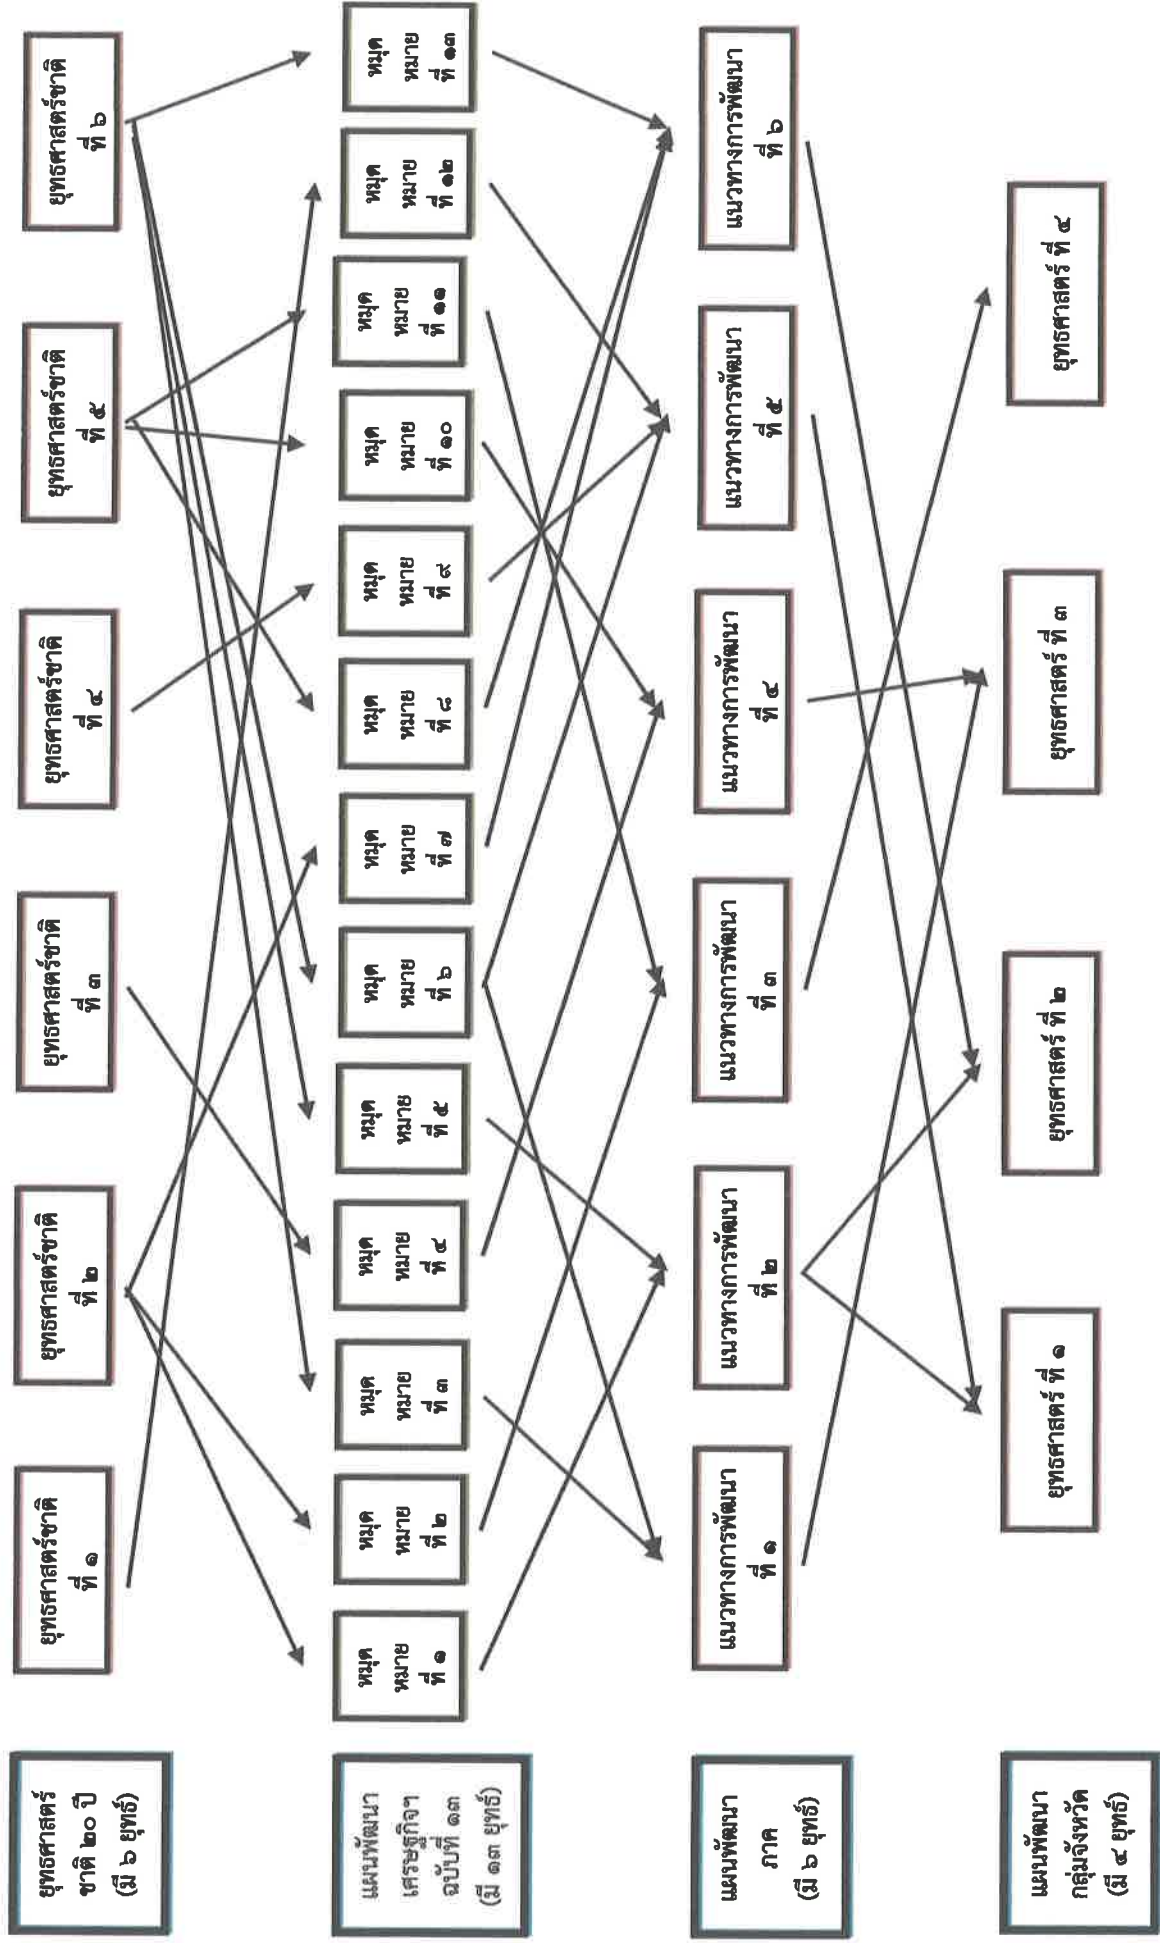 ยุทธศาสตร์
ชาติ ๒๐ ปี
(มี ๖ ยุทธ์)
ยุทธศาสตร์ชาติ
ที่ ๑
ยุทธศาสตร์ชาติ
ที่ ๒
ยุทธศาสตร์ชาติ
ที่ ๓
ยุทธศาสตร์ชาติ
ที่ ๔
ยุทธศาสตร์ชาติ
ที่ ๕
ยุทธศาสตร์ชาติ
ที่ ๖
แผนพัฒนา
เศรษฐกิจฯ
ฉบับที่ ๑๓
(มี ๑๓ ยุทธ์)
หมุด
หมาย
ที่ ๑
หมุด
หมาย
ที่ ๒
หมุด
หมาย
ที่ ๓
หมุด
หมาย
ที่ ๔
หมุด
หมาย
ที่ ๕
หมุด
หมาย
ที่ ๖
หมุด
หมาย
ที่ ๗
หมุด
หมาย
ที่ ๘
หมุด
หมาย
ที่ ๙
หมุด
หมาย
ที่ ๑๐
หมุด
หมาย
ที่ ๑๑
หมุด
หมาย
ที่ ๑๒
หมุด
หมาย
ที่ ๑๓
แผนพัฒนา
ภาค
(มี ๖ ยุทธ์)
แนวทางการพัฒนา
ที่ ๑
แนวทางการพัฒนา
ที่ ๒
แนวทางการพัฒนา
ที่ ๓
แนวทางการพัฒนา
ที่ ๔
แนวทางการพัฒนา
ที่ ๕
แนวทางการพัฒนา
ที่ ๖
แผนพัฒนา
กลุ่มจังหวัด
(มี ๔ ยุทธ์)
ยุทธศาสตร์ ที่ ๑
ยุทธศาสตร์ ที่ ๒
ยุทธศาสตร์ ที่ ๓
ยุทธศาสตร์ ที่ ๔